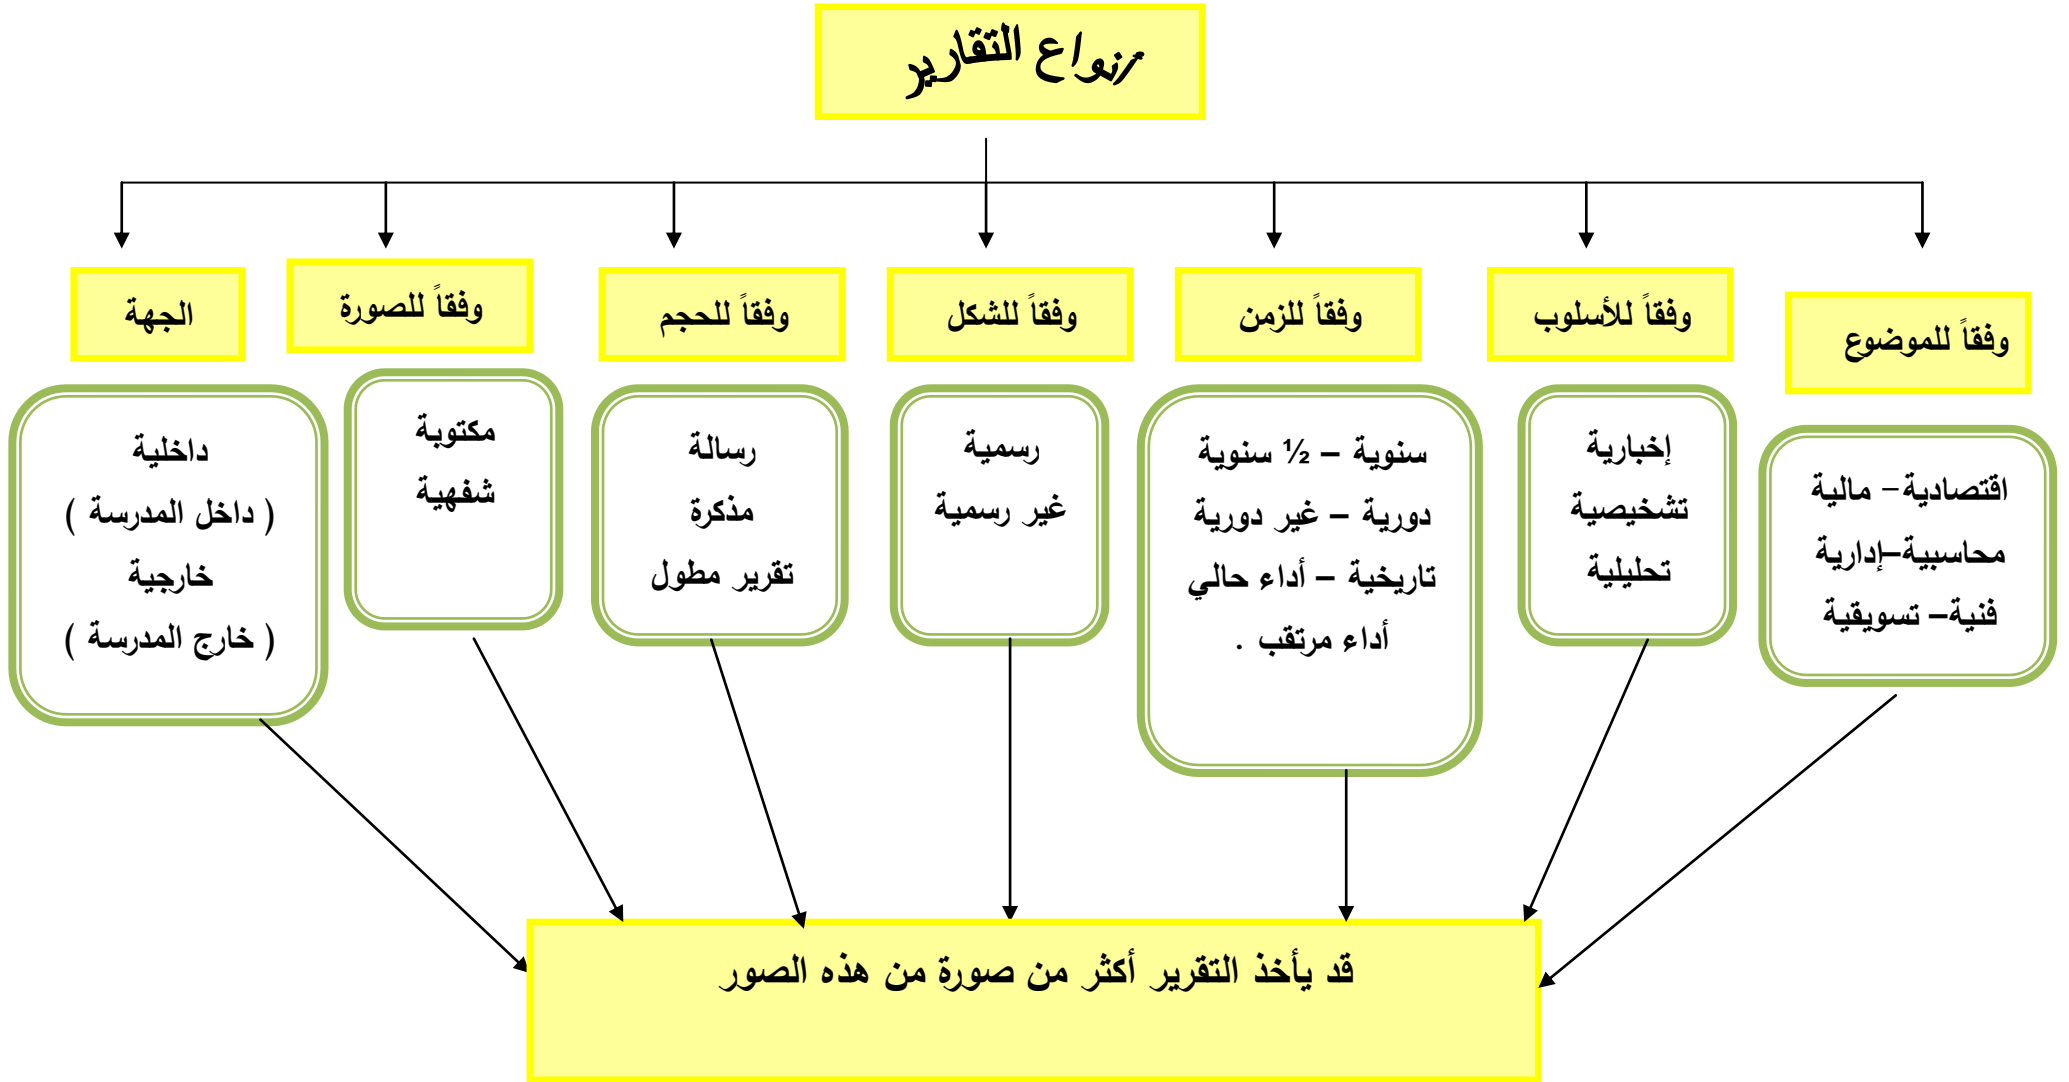 أنواع التقارير
وفقاً للموضوع
اقتصادية – مالية
محاسبية–إدارية
فنية– تسويقية
وفقاً للأسلوب
إخبارية
تشخيصية
تحليلية
وفقاً للزمن
سنوية – ½ سنوية
دورية – غير دورية
تاريخية – أداء حالي
أداء مرتقب .
وفقاً للشكل
رسمية
غير رسمية
وفقاً للحجم
رسالة
مذكرة
تقرير مطول
وفقاً للصورة
مكتوبة
شفهية
الجهة
داخلية
( داخل المدرسة )
خارجية
( خارج المدرسة )
قد يأخذ التقرير أكثر من صورة من هذه الصور